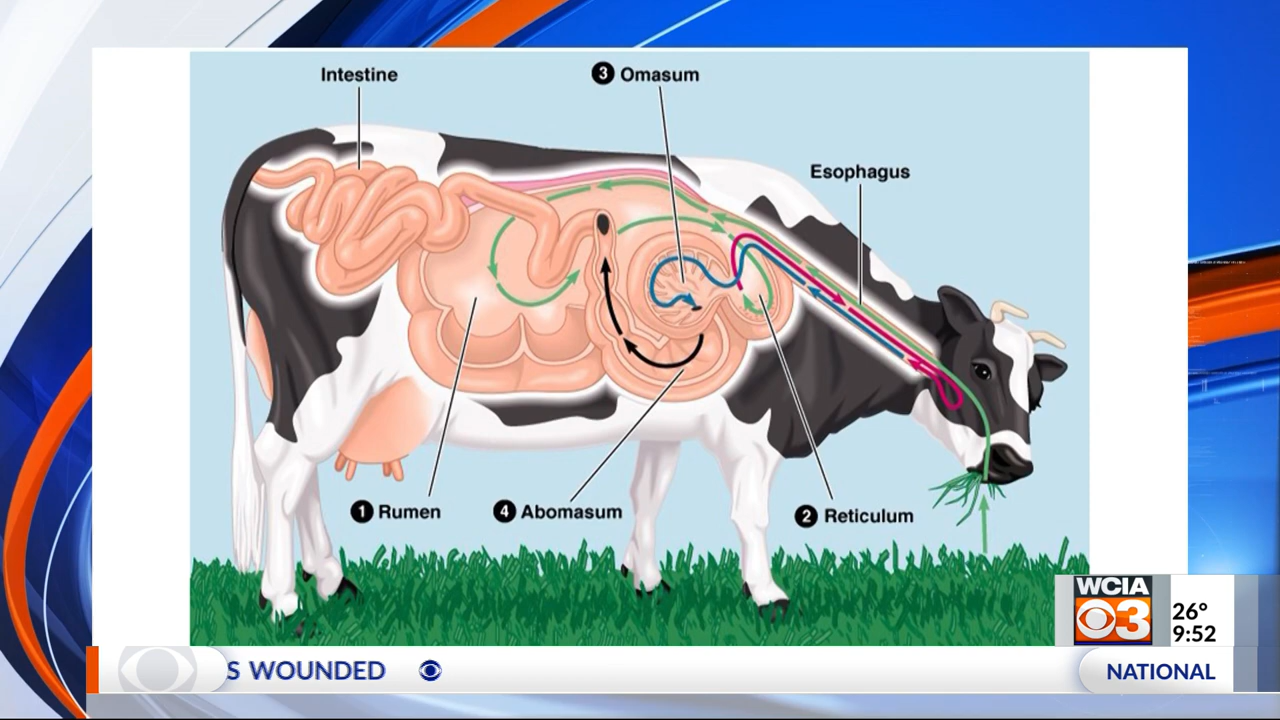 Intestine
3 Omasum
Esophagus
1 Rumen
4 Abomasum
2 Reticulum
WCIA
3
26°
9:52
S WOUNDED
NATIONAL